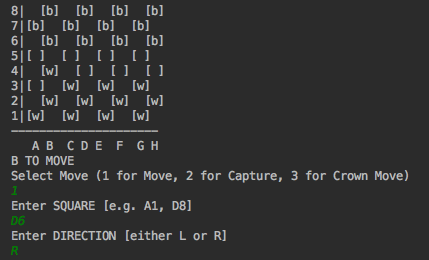 8|  [b]  [b]  [b]  [b]
7|[b]  [b]  [b]  [b]
6|  [b]  [b]  [b]  [b]
5|[ ]  [ ]  [ ]  [ ]
4|  [w]  [ ]  [ ]  [ ]
3|[ ]  [w]  [w]  [w]
2|  [w]  [w]  [w]  [w]
1|[w]  [w]  [w]  [w]
_____________________
   A B  C D E  F  G H
B TO MOVE
Select Move (1 for Move, 2 for Capture, 3 for Crown Move)
1
Enter SQUARE [e.g. A1, D8]
D6
Enter DIRECTION [either L or R]
R